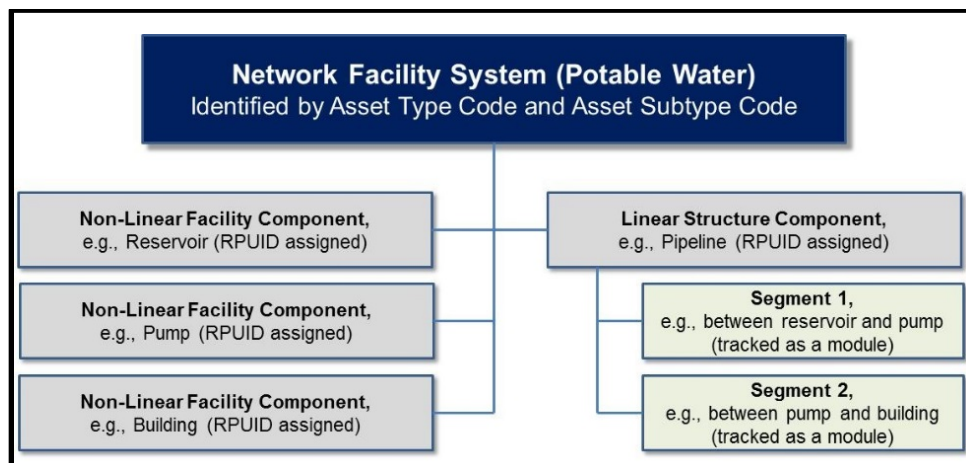 Network Facility System (Potable Water)
Identified by Asset Type Code and Asset Subtype Code
Non-Linear Facility Component,
e.g., Reservoir (RPUID assigned)
Linear Structure Component,
e.g., Pipeline (RPUID assigned)
Non-Linear Facility Component,
e.g., Pump (RPUID assigned)
Segment 1,
e.g., between reservoir and pump
(tracked as a module)
Non-Linear Facility Component,
e.g., Building (RPUID assigned)
Segment 2,
e.g., between pump and building
(tracked as a module)